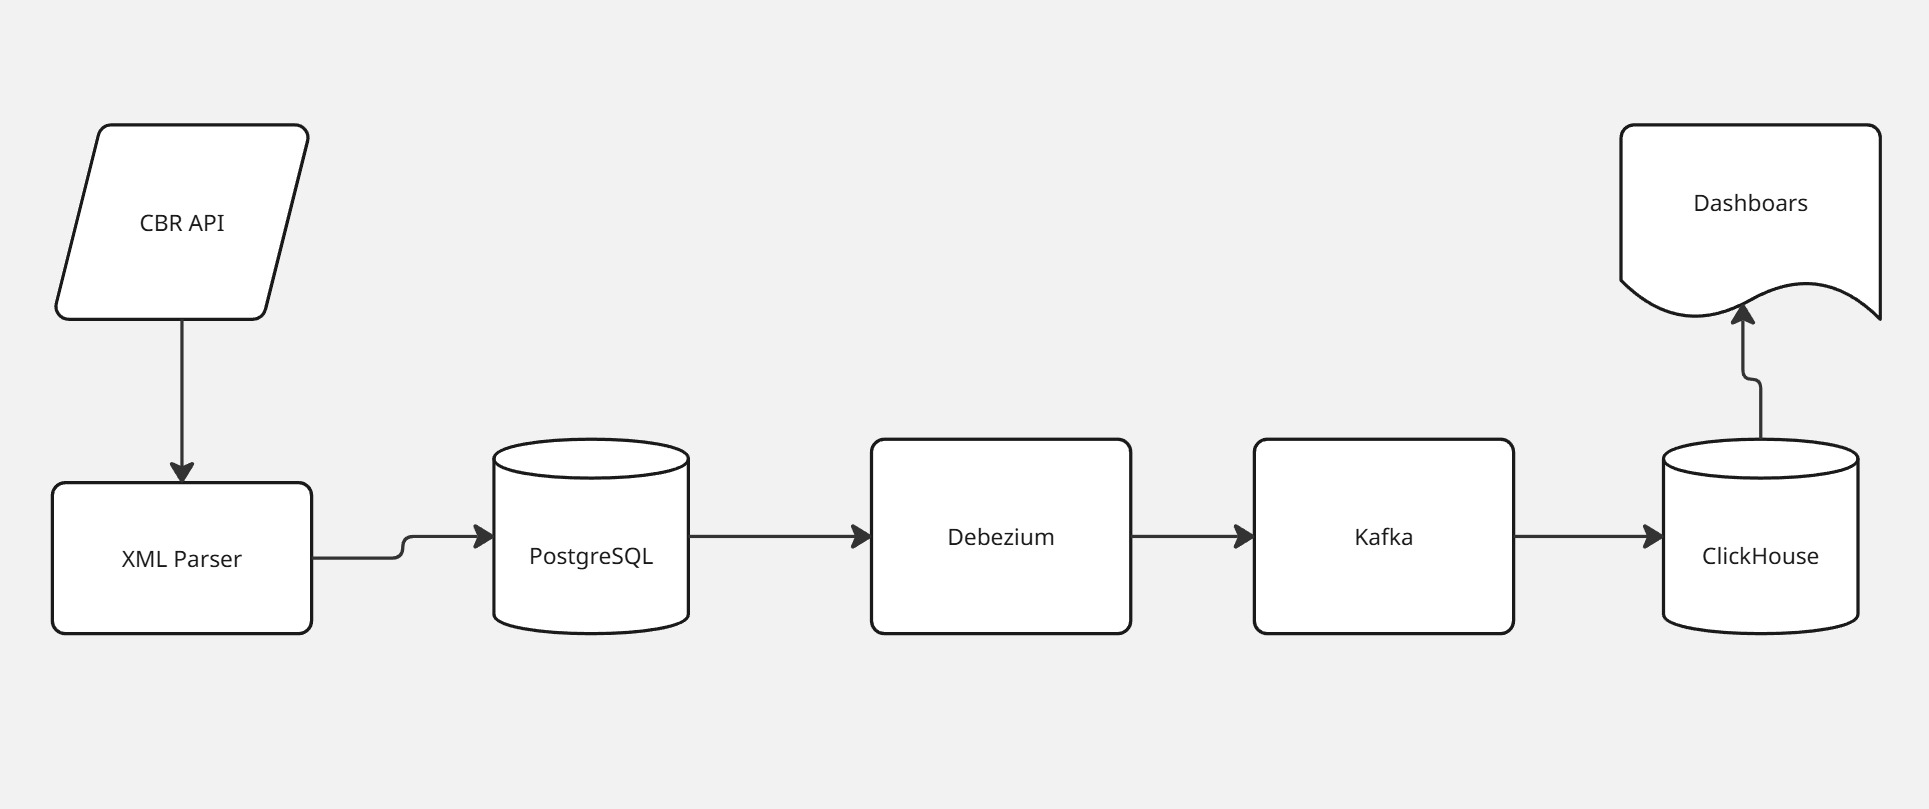 CBR API
Dashboars
XML Parser
PostgreSQL
Debezium
Kafka
ClickHouse